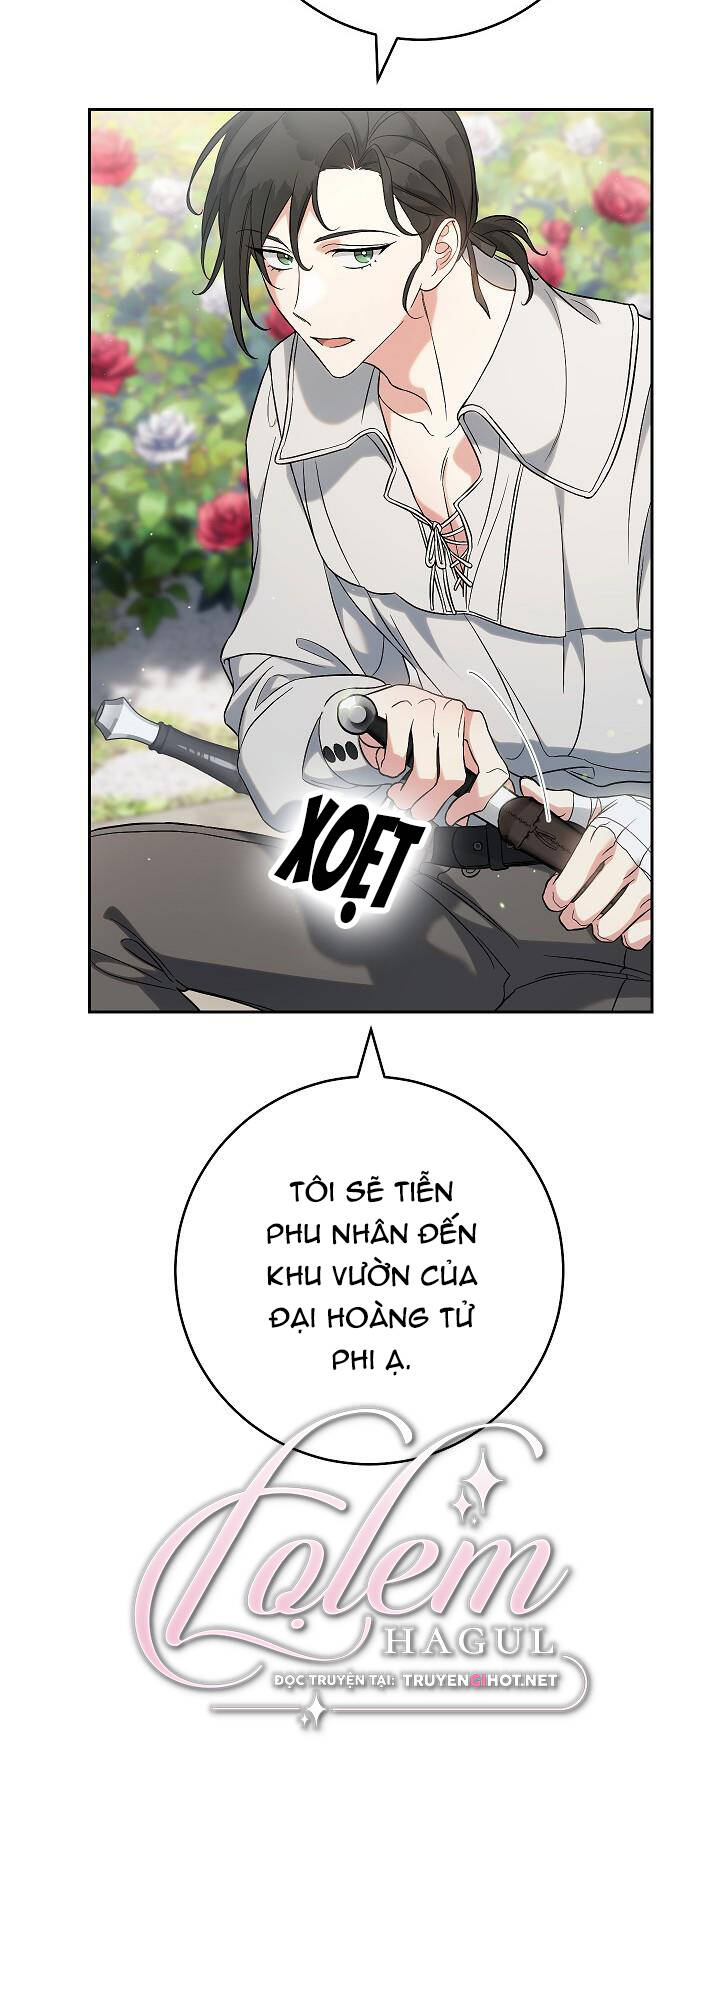 XOẸT
TÔI SẼ TIỄN
PHU NHÂN ĐẾN
KHU VƯỜN CỦA
ĐẠI HOÀNG TỬ
PHI Ạ.
Lọlem
HAGUL
ĐỌC TRUYỆN TẠI: TRUYENGIHOT.NET